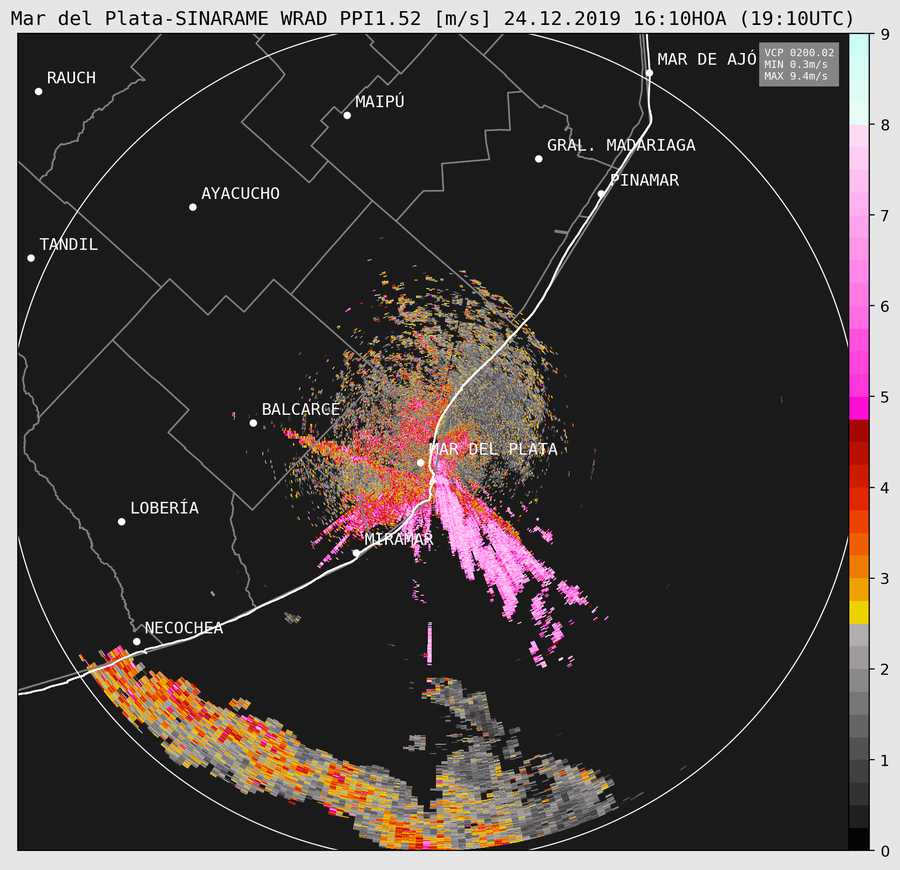 Mar del Plata-SINARAME WRAD PPI1.52 [m/s] 24.12.2019 16:10HOA (19:10UTC)
VCP 0200.02
MIN 0.3m/s
MAX 9.4m/s
MAR DE AJÓ
RAUCH
MAIPÚ
GRAL. MADARIAGA
PINAMAR
AYACUCHO
TANDIL
BALCARCE
MAR DEL PLATA
LOBERÍA
MIRAMAR
NECOCHEA
9
8
7
6
5
4
3
2
1
0